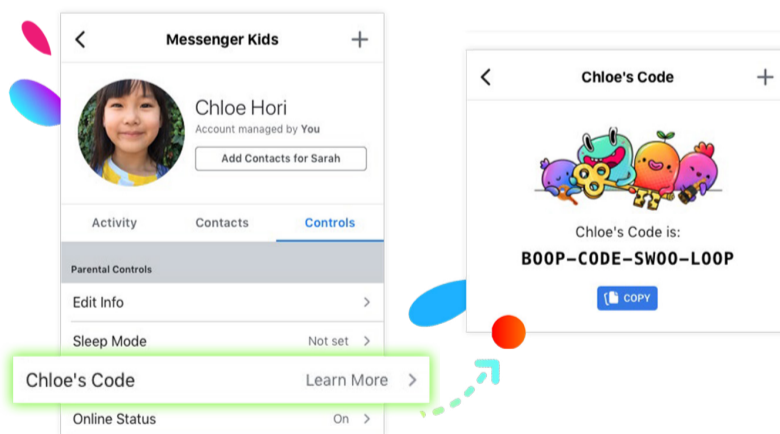 Messenger Kids
Chloe Hori
Account managed by You
Add Contacts for Sarah
Activity Contacts Controls
Parental Controls
Edit Info
Sleep Mode Not set
Chloe's Code Learn More
Online Status On
Chloe's Code
Chloe's Code is:
BOOP-CODE-SWOO-LOOP
COPY